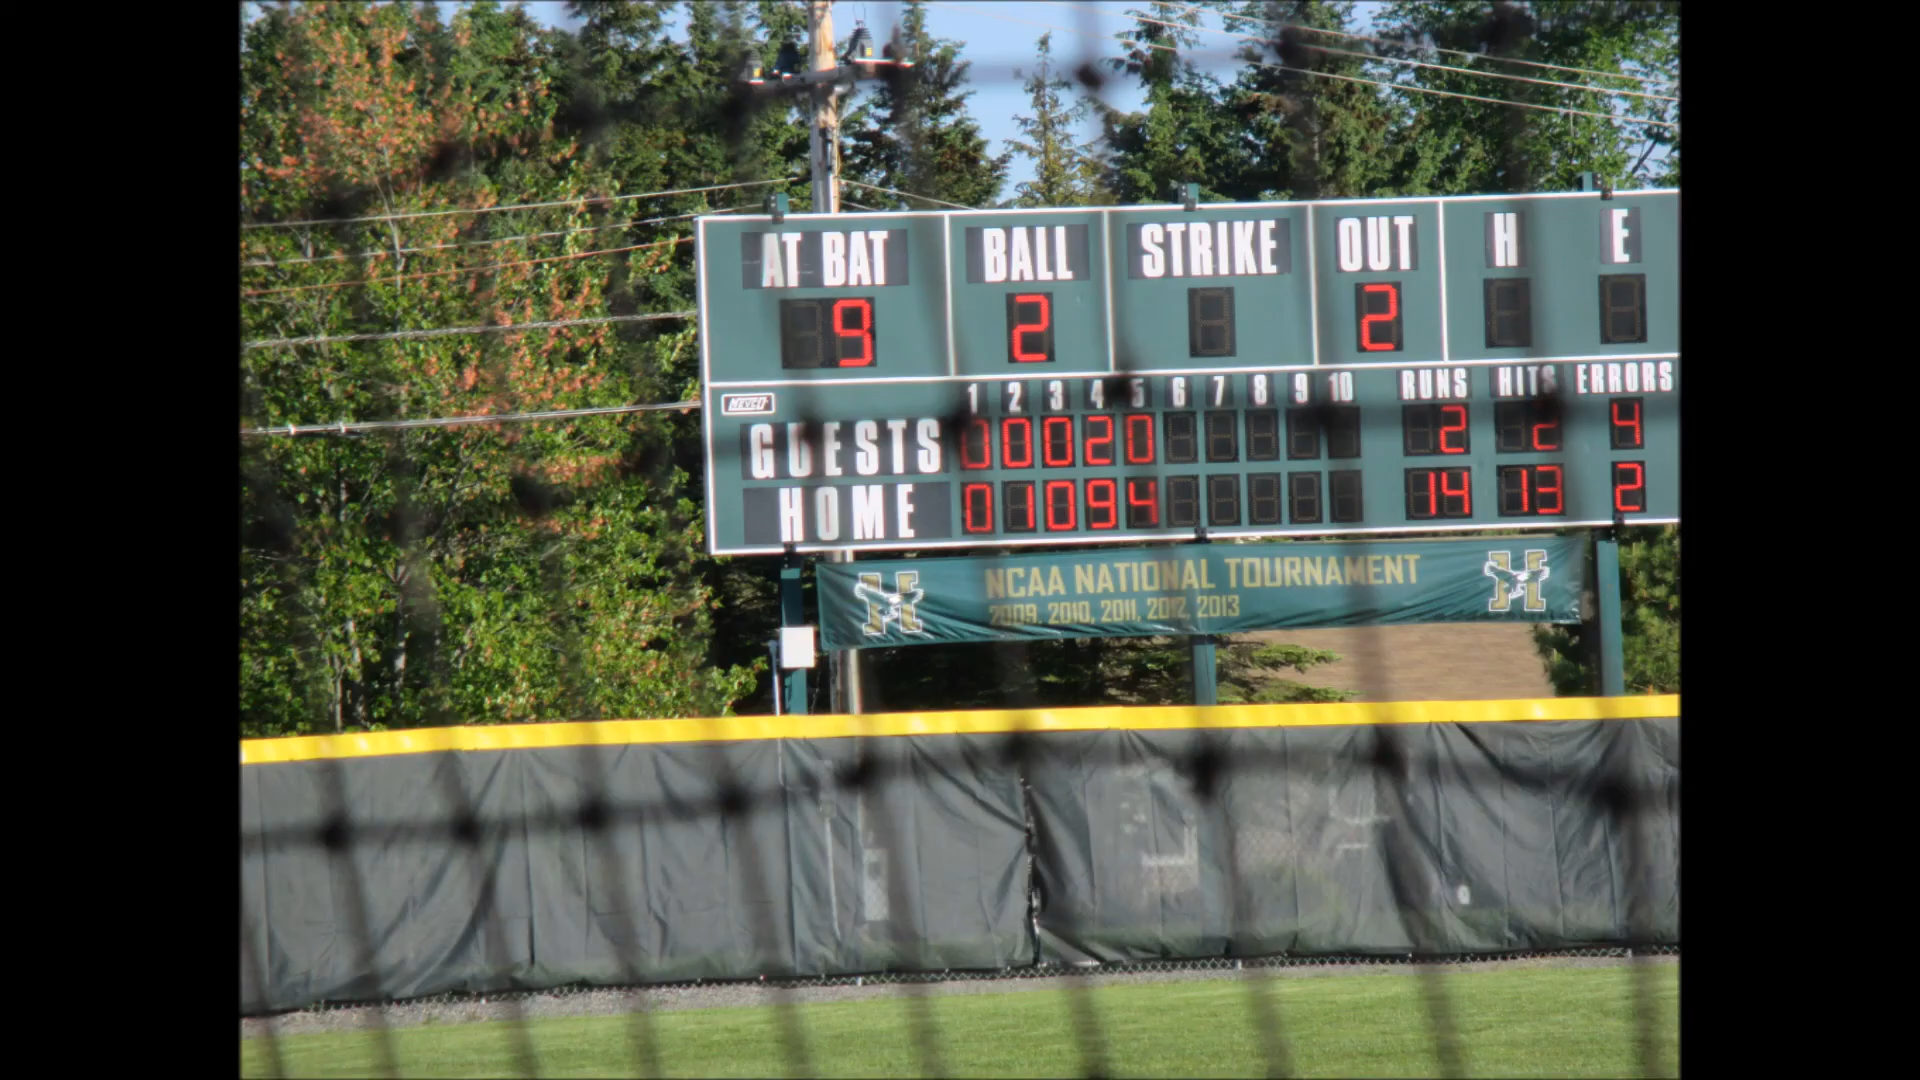 AT BAT BALL STRIKE OUT H E
9 2 2
NEVCO 1 2 3 4 5 6 7 8 9 10 RUNS HITS ERRORS
GUESTS 0 0 0 2 0 2 2 4
HOME 0 1 0 9 4 14 13 2
H NCAA NATIONAL TOURNAMENT H
2009, 2010, 2011, 2012, 2013